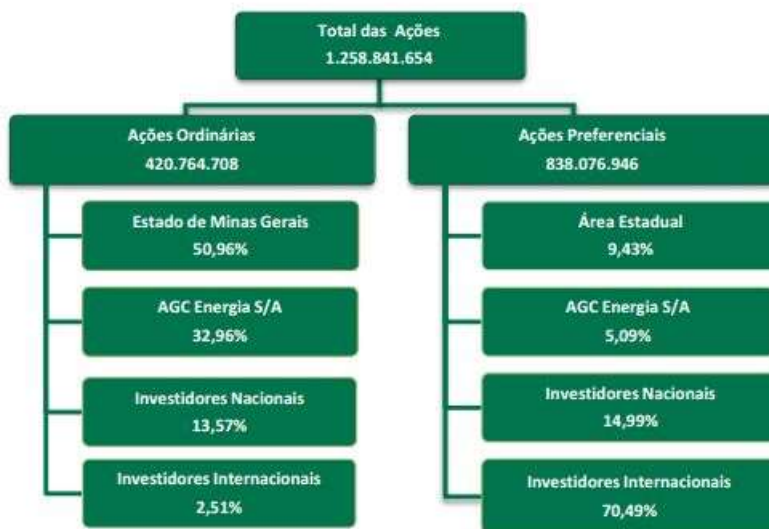 Total das Ações
1.258.841.654
Ações Ordinárias
420.764.708
Estado de Minas Gerais
50,96%
AGC Energia S/A
32,96%
Investidores Nacionais
13,57%
Investidores Internacionais
2,51%
Ações Preferenciais
838.076.946
Área Estadual
9,43%
AGC Energia S/A
5,09%
Investidores Nacionais
14,99%
Investidores Internacionais
70,49%